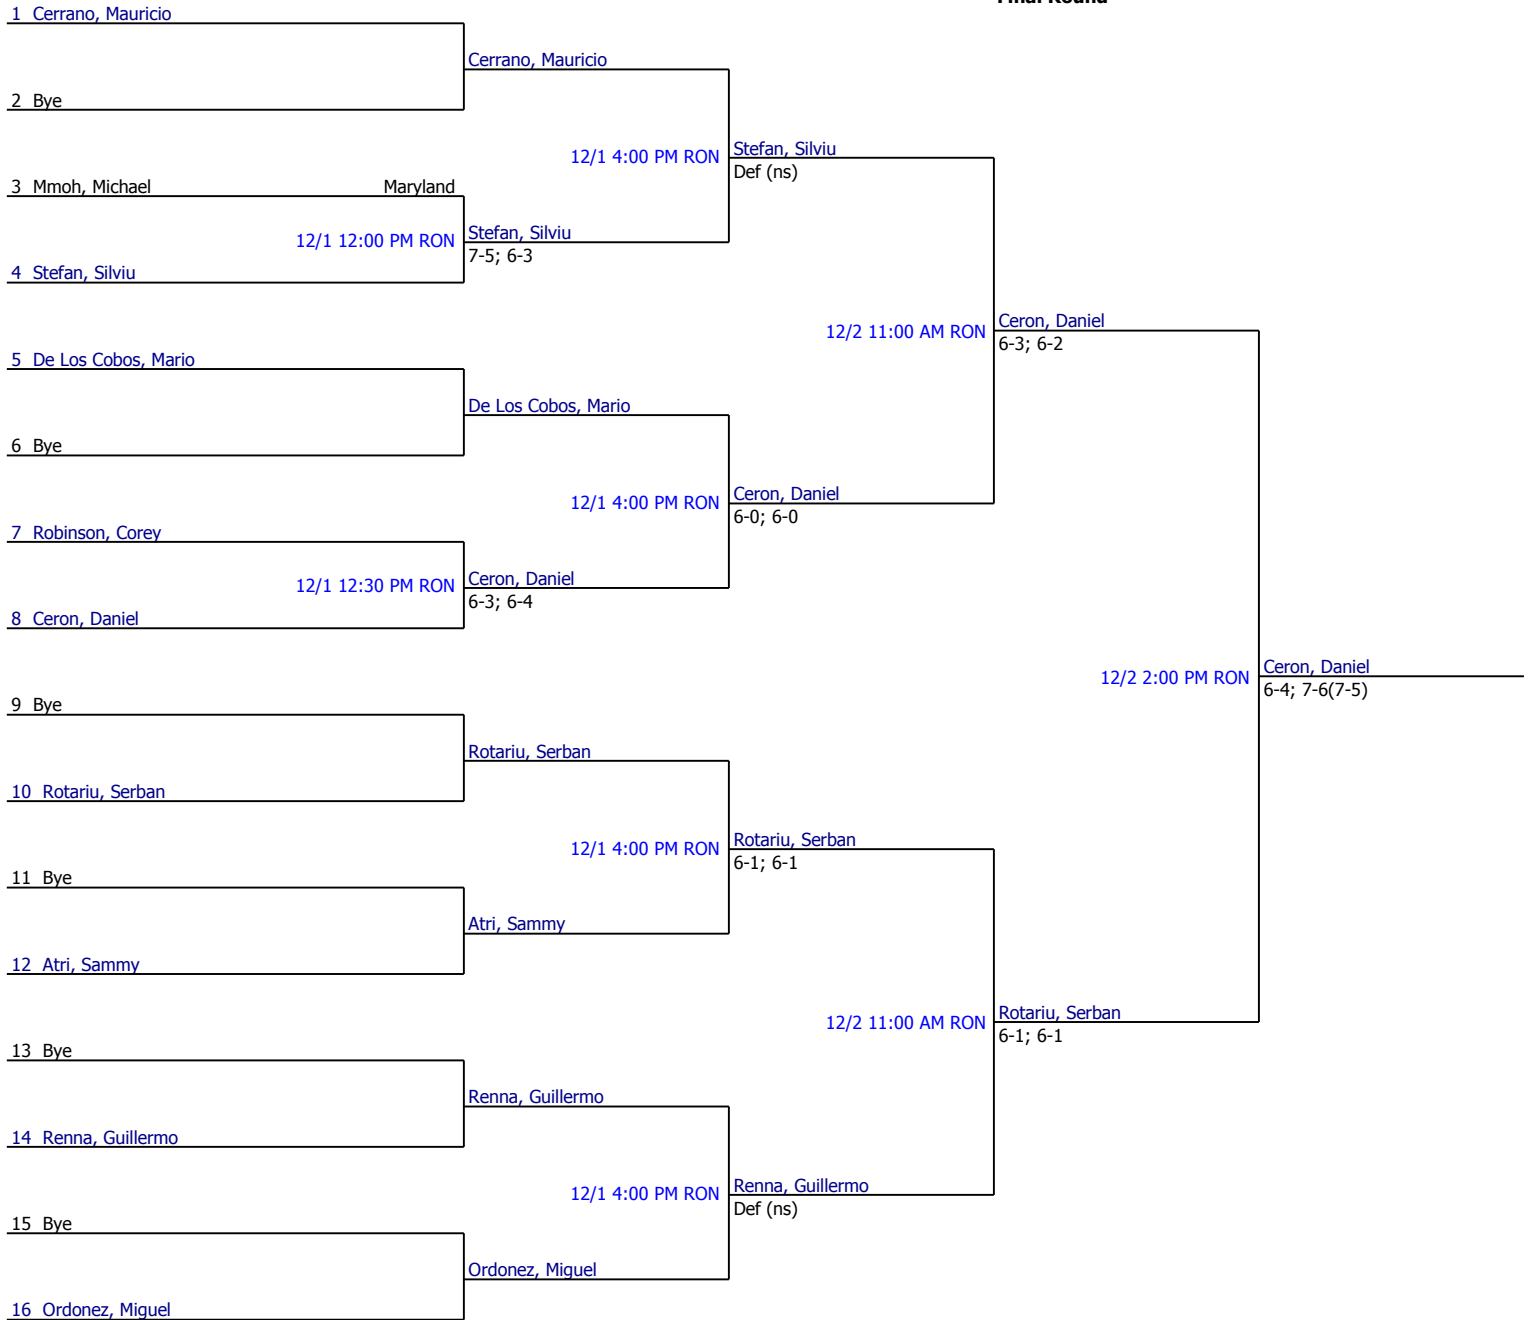 Final Round
1 Cerrano, Mauricio
Cerrano, Mauricio
2 Bye
12/1 4:00 PM RON
Stefan, Silviu
Def (ns)
3 Mmoh, Michael Maryland
12/1 12:00 PM RON
Stefan, Silviu
7-5; 6-3
4 Stefan, Silviu
12/2 11:00 AM RON
Ceron, Daniel
6-3; 6-2
5 De Los Cobos, Mario
De Los Cobos, Mario
6 Bye
12/1 4:00 PM RON
Ceron, Daniel
6-0; 6-0
7 Robinson, Corey
12/1 12:30 PM RON
Ceron, Daniel
6-3; 6-4
8 Ceron, Daniel
12/2 2:00 PM RON
Ceron, Daniel
6-4; 7-6(7-5)
9 Bye
Rotariu, Serban
10 Rotariu, Serban
12/1 4:00 PM RON
Rotariu, Serban
6-1; 6-1
11 Bye
Atri, Sammy
12 Atri, Sammy
12/2 11:00 AM RON
Rotariu, Serban
6-1; 6-1
13 Bye
Renna, Guillermo
14 Renna, Guillermo
12/1 4:00 PM RON
Renna, Guillermo
Def (ns)
15 Bye
Ordonez, Miguel
16 Ordonez, Miguel